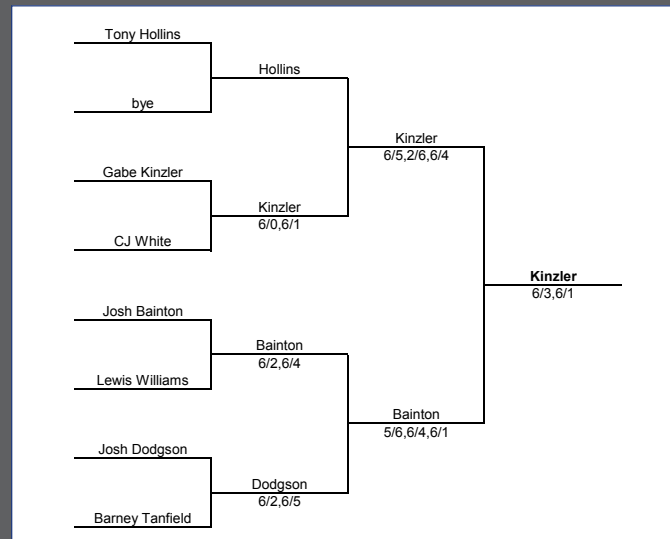 Tony Hollins
Hollins
bye
Kinzler
6/5,2/6,6/4
Gabe Kinzler
Kinzler
6/0,6/1
CJ White
Kinzler
6/3,6/1
Josh Bainton
Bainton
6/2,6/4
Lewis Williams
Bainton
5/6,6/4,6/1
Josh Dodgson
Dodgson
6/2,6/5
Barney Tanfield